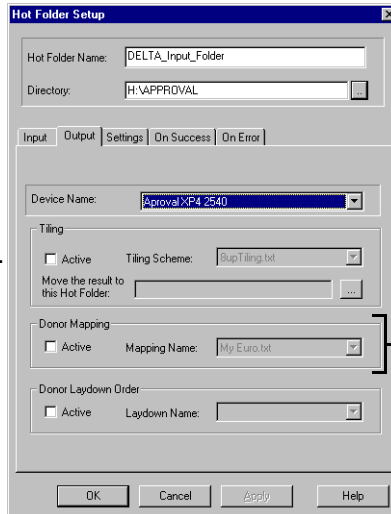 Hot Folder Setup
Hot Folder Name: DELTA_Input_Folder
Directory: H:\APPROVAL ..
Input Output Settings On Success On Error
Device Name: Aproval XP4 2540
Tiling
Active Tiling Scheme: 8upTiling.txt
Move the result to
this Hot Folder: ...
Donor Mapping
Active Mapping Name: My Euro.txt
Donor Laydown Order
Active Laydown Name:
OK Cancel Apply Help